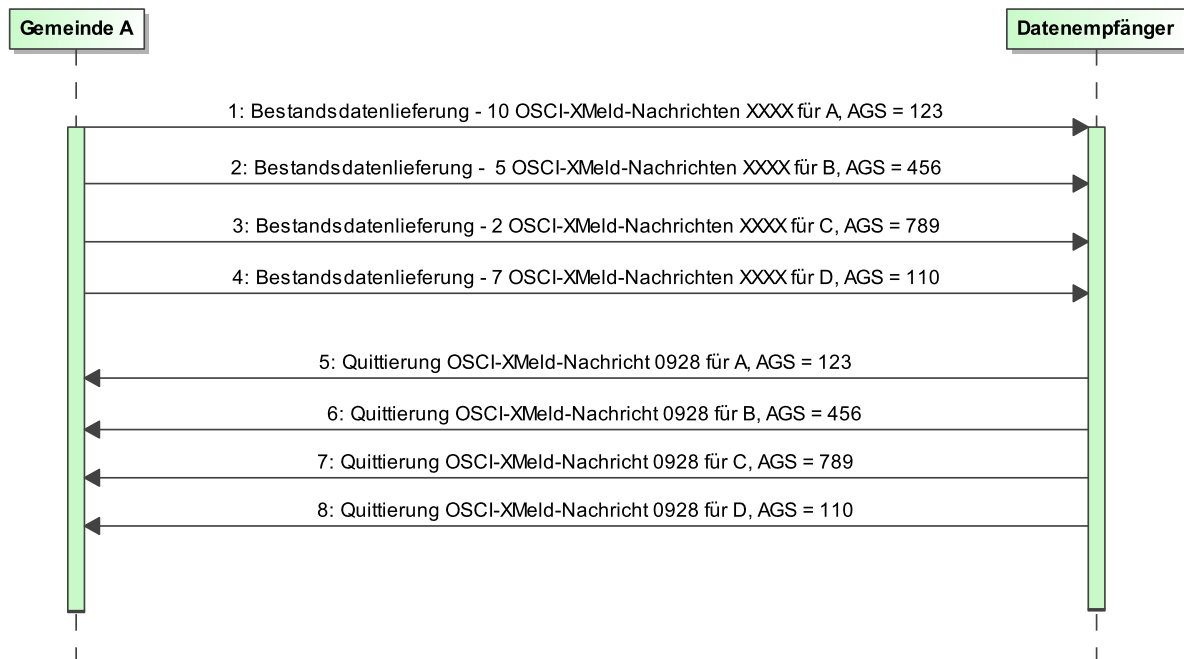 Gemeinde A
Datenempfänger
1: Bestandsdatenlieferung - 10 OSCI-XMeld-Nachrichten XXXX für A, AGS = 123
2: Bestandsdatenlieferung -  5 OSCI-XMeld-Nachrichten XXXX für B, AGS = 456
3: Bestandsdatenlieferung - 2 OSCI-XMeld-Nachrichten XXXX für C, AGS = 789
4: Bestandsdatenlieferung - 7 OSCI-XMeld-Nachrichten XXXX für D, AGS = 110
5: Quittierung OSCI-XMeld-Nachricht 0928 für A, AGS = 123
6: Quittierung OSCI-XMeld-Nachricht 0928 für B, AGS = 456
7: Quittierung OSCI-XMeld-Nachricht 0928 für C, AGS = 789
8: Quittierung OSCI-XMeld-Nachricht 0928 für D, AGS = 110